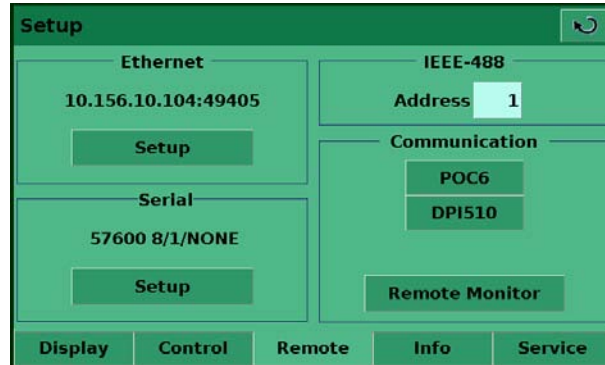 Setup
Ethernet
10.156.10.104:49405
Setup
Serial
57600 8/1/NONE
Setup
IEEE-488
Address 1
Communication
POC6
DPI510
Remote Monitor
Display Control Remote Info Service